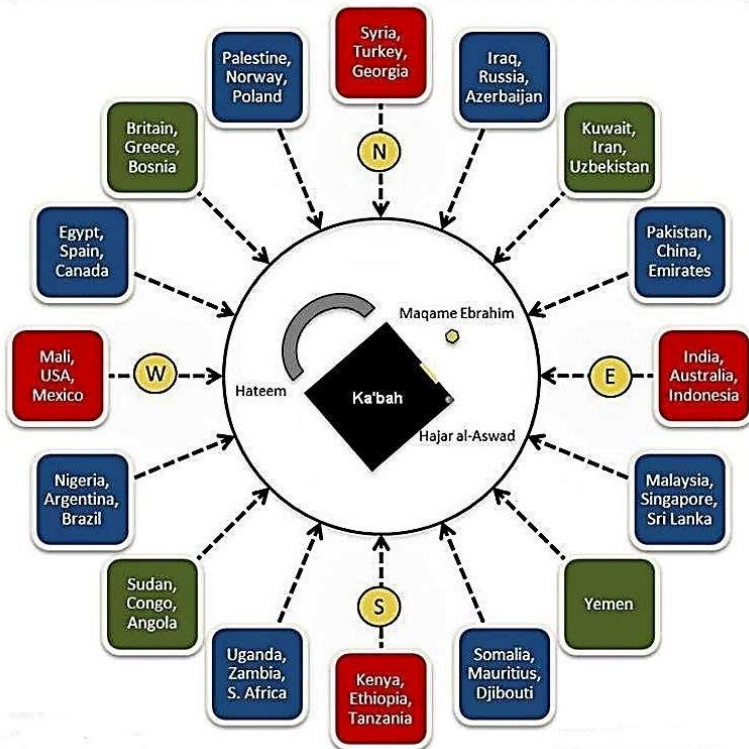 Syria,
Turkey,
Georgia
Palestine,
Norway,
Poland
Iraq,
Russia,
Azerbaijan
Britain,
Greece,
Bosnia
N
Kuwait,
Iran,
Uzbekistan
Egypt,
Spain,
Canada
Pakistan,
China,
Emirates
Maqame Ebrahim
Mali,
USA,
Mexico
W
Hateem
Ka'bah
E
India,
Australia,
Indonesia
Hajar al-Aswad
Nigeria,
Argentina,
Brazil
Malaysia,
Singapore,
Sri Lanka
Sudan,
Congo,
Angola
S
Yemen
Uganda,
Zambia,
S. Africa
Kenya,
Ethiopia,
Tanzania
Somalia,
Mauritius,
Djibouti